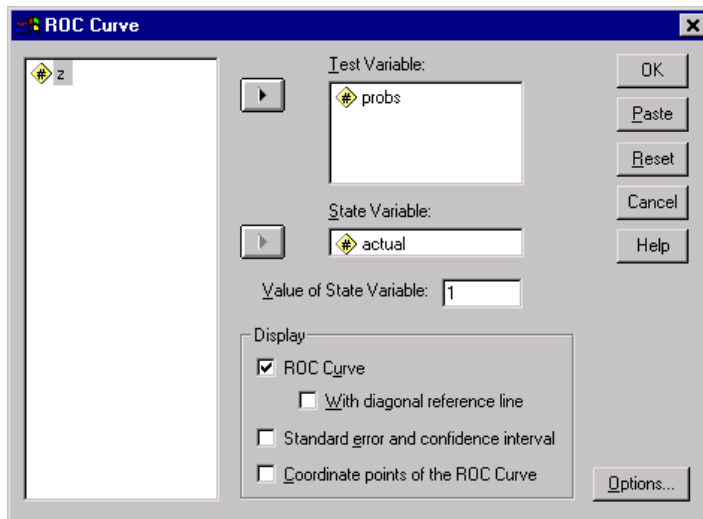 ROC Curve
# z
Test Variable:
# probs
State Variable:
# actual
Value of State Variable: 1
Display
ROC Curve
With diagonal reference line
Standard error and confidence interval
Coordinate points of the ROC Curve
OK
Paste
Reset
Cancel
Help
Options...